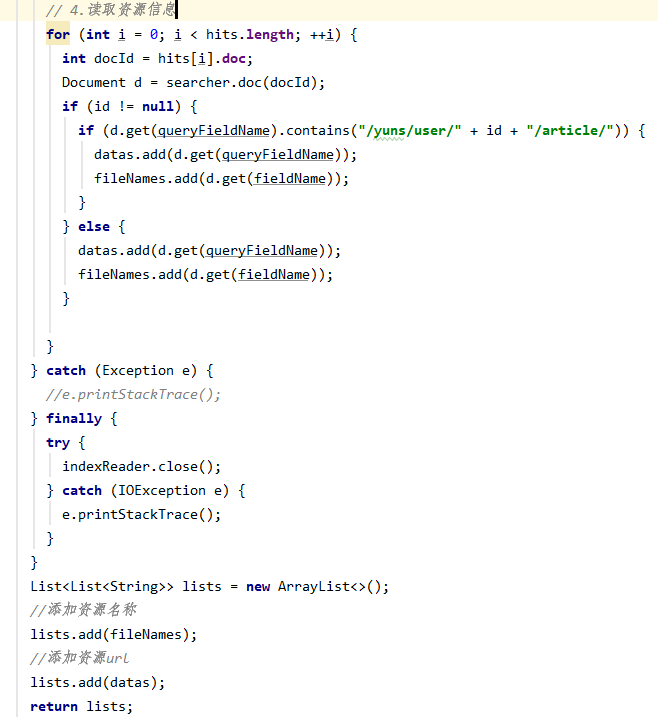 // 4.读取资源信息
for (int i = 0; i < hits.length; ++i) {
int docId = hits[i].doc;
Document d = searcher.doc(docId);
if (id != null) {
if (d.get(queryFieldName).contains("/yuns/user/" + id + "/article/")) {
datas.add(d.get(queryFieldName));
fileNames.add(d.get(fieldName));
}
} else {
datas.add(d.get(queryFieldName));
fileNames.add(d.get(fieldName));
}
}
} catch (Exception e) {
//e.printStackTrace();
} finally {
try {
indexReader.close();
} catch (IOException e) {
e.printStackTrace();
}
}
List<List<String>> lists = new ArrayList<>();
//添加资源名称
lists.add(fileNames);
//添加资源url
lists.add(datas);
return lists;